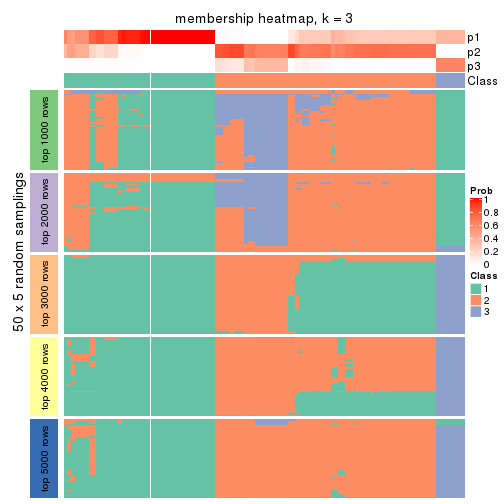 membership heatmap, k = 3
p1
p2
p3
Class
50 x 5 random samplings
top 1000 rows
top 2000 rows
top 3000 rows
top 4000 rows
top 5000 rows
Prob
1
0.8
0.6
0.4
0.2
0
Class
1
2
3